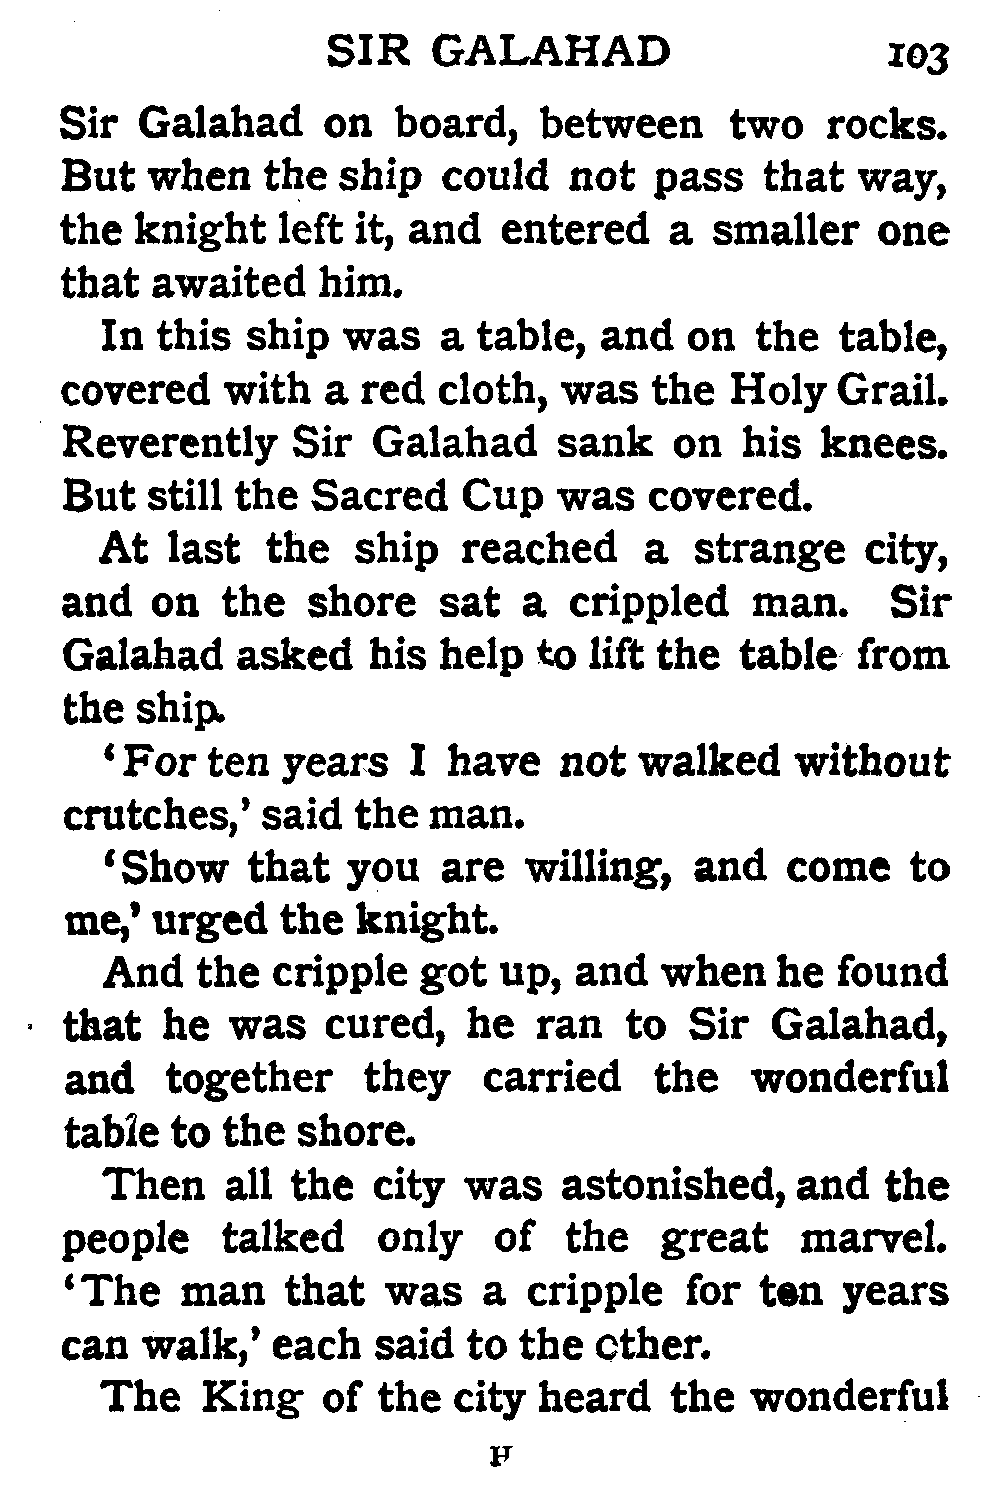 SIR GALAHAD 103
Sir Galahad on board, between two rocks.
But when the ship could not pass that way,
the knight left it, and entered a smaller one
that awaited him.
In this ship was a table, and on the table,
covered with a red cloth, was the Holy Grail.
Reverently Sir Galahad sank on his knees.
But still the Sacred Cup was covered.
At last the ship reached a strange city,
and on the shore sat a crippled man. Sir
Galahad asked his help to lift the table from
the ship.
‘For ten years I have not walked without
crutches,’ said the man.
‘Show that you are willing, and come to
me,’ urged the knight.
And the cripple got up, and when he found
that he was cured, he ran to Sir Galahad,
and together they carried the wonderful
table to the shore.
Then all the city was astonished, and the
people talked only of the great marvel.
‘The man that was a cripple for ten years
can walk,’ each said to the other.
The King of the city heard the wonderful
H